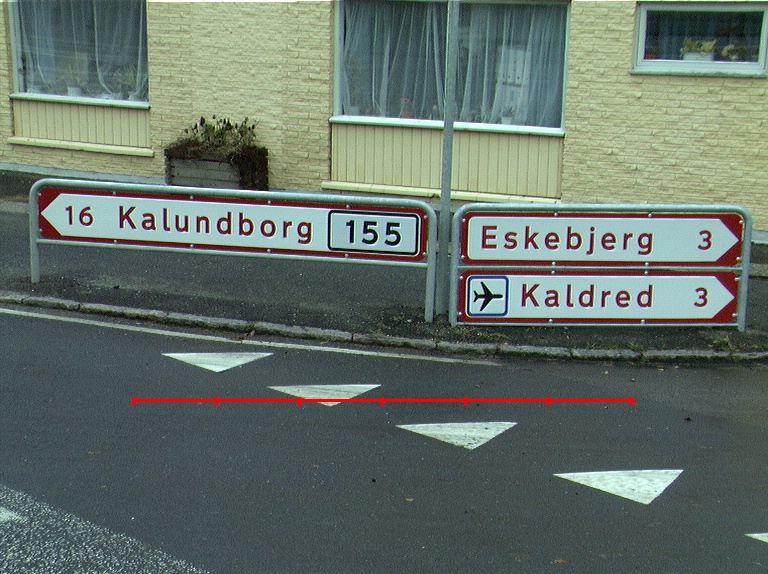 16 Kalundborg 155
Eskebjerg 3
Kaldred 3